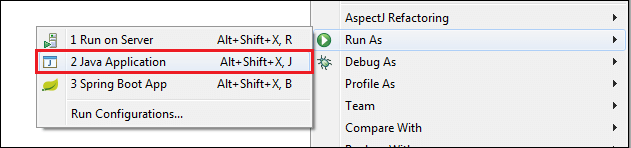 1 Run on Server Alt+Shift+X, R
2 Java Application Alt+Shift+X, J
3 Spring Boot App Alt+Shift+X, B
Run Configurations...
AspectJ Refactoring
Run As
Debug As
Profile As
Team
Compare With